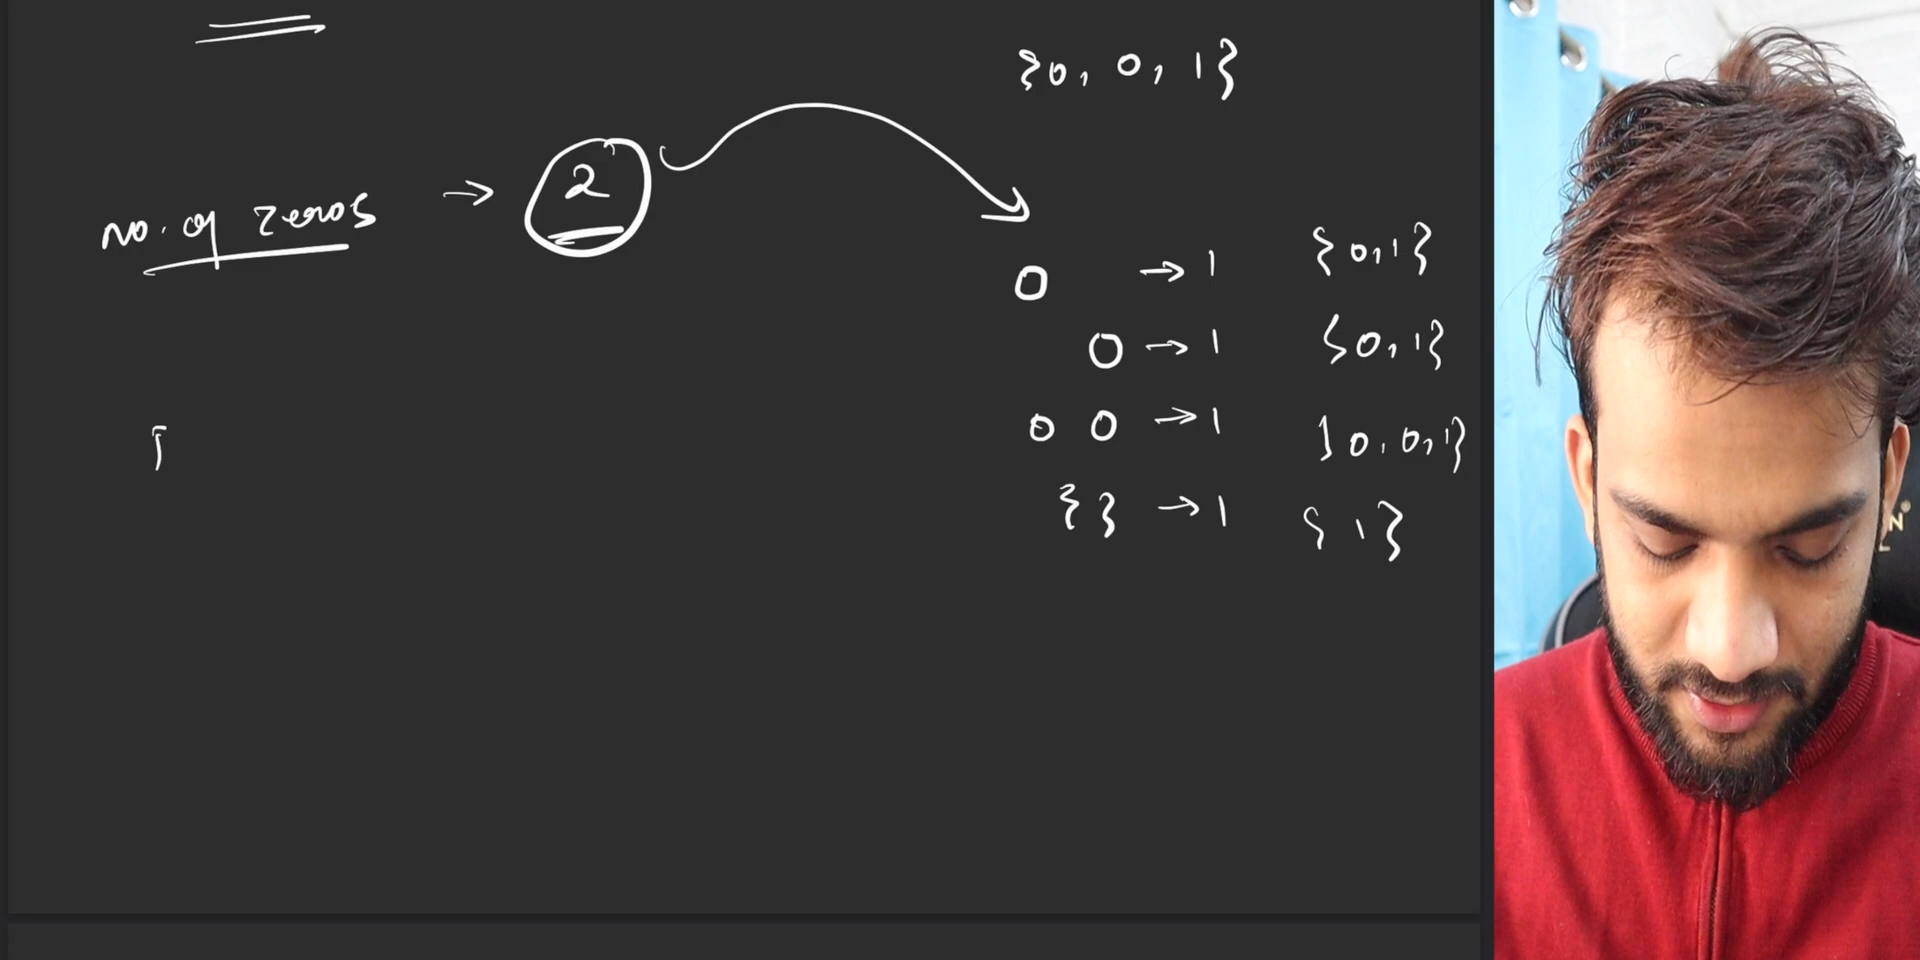 {0, 0, 1}
no. of zeros → 2
0 → 1 {0,1}
0 → 1 {0,1}
0 0 → 1 {0,0,1}
{ } → 1 { 1 }